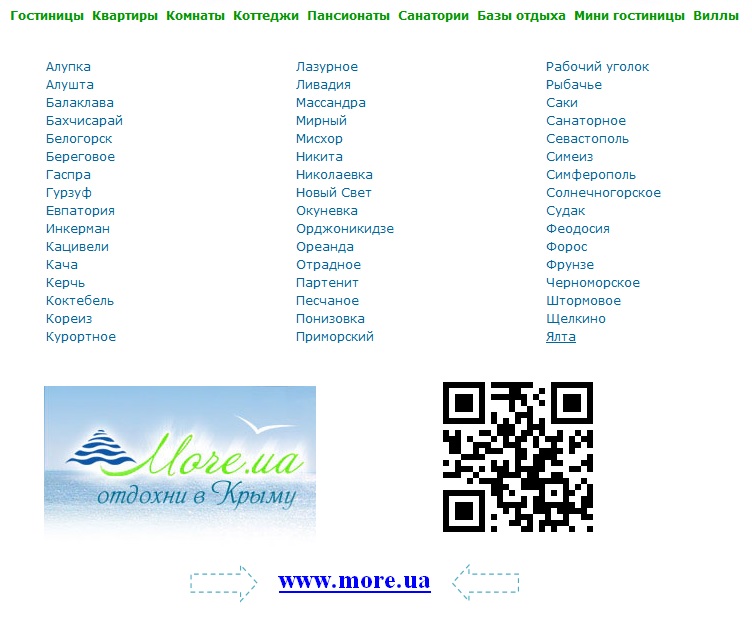 Гостиницы Квартиры Комнаты Коттеджи Пансионаты Санатории Базы отдыха Мини гостиницы Виллы
Алупка
Алушта
Балаклава
Бахчисарай
Белогорск
Береговое
Гаспра
Гурзуф
Евпатория
Инкерман
Кацивели
Кача
Керчь
Коктебель
Кореиз
Курортное
Лазурное
Ливадия
Массандра
Мирный
Мисхор
Никита
Николаевка
Новый Свет
Окуневка
Орджоникидзе
Ореанда
Отрадное
Партенит
Песчаное
Понизовка
Приморский
Рабочий уголок
Рыбачье
Саки
Санаторное
Севастополь
Симеиз
Симферополь
Солнечногорское
Судак
Феодосия
Форос
Фрунзе
Черноморское
Штормовое
Щелкино
Ялта
More.ua
отдохни в Крыму
www.more.ua